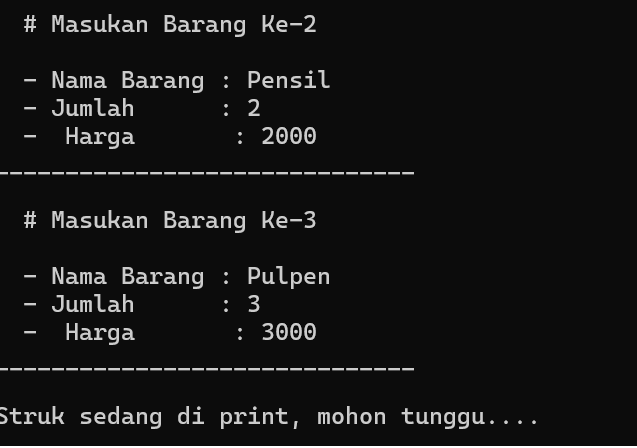 # Masukan Barang Ke-2
- Nama Barang : Pensil
- Jumlah      : 2
-  Harga       : 2000
------------------------------
# Masukan Barang Ke-3
- Nama Barang : Pulpen
- Jumlah      : 3
-  Harga       : 3000
------------------------------
Struk sedang di print, mohon tunggu....